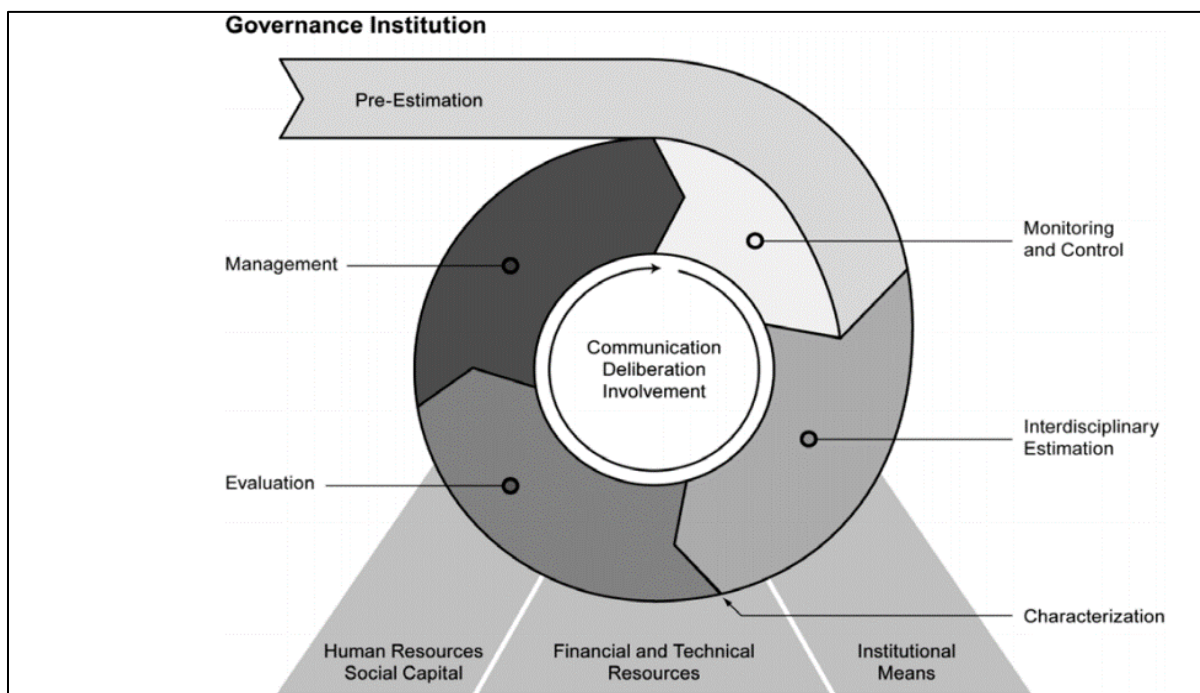 Governance Institution
Pre-Estimation
Monitoring
and Control
Management
Communication
Deliberation
Involvement
Interdisciplinary
Estimation
Evaluation
Characterization
Human Resources
Social Capital
Financial and Technical
Resources
Institutional
Means